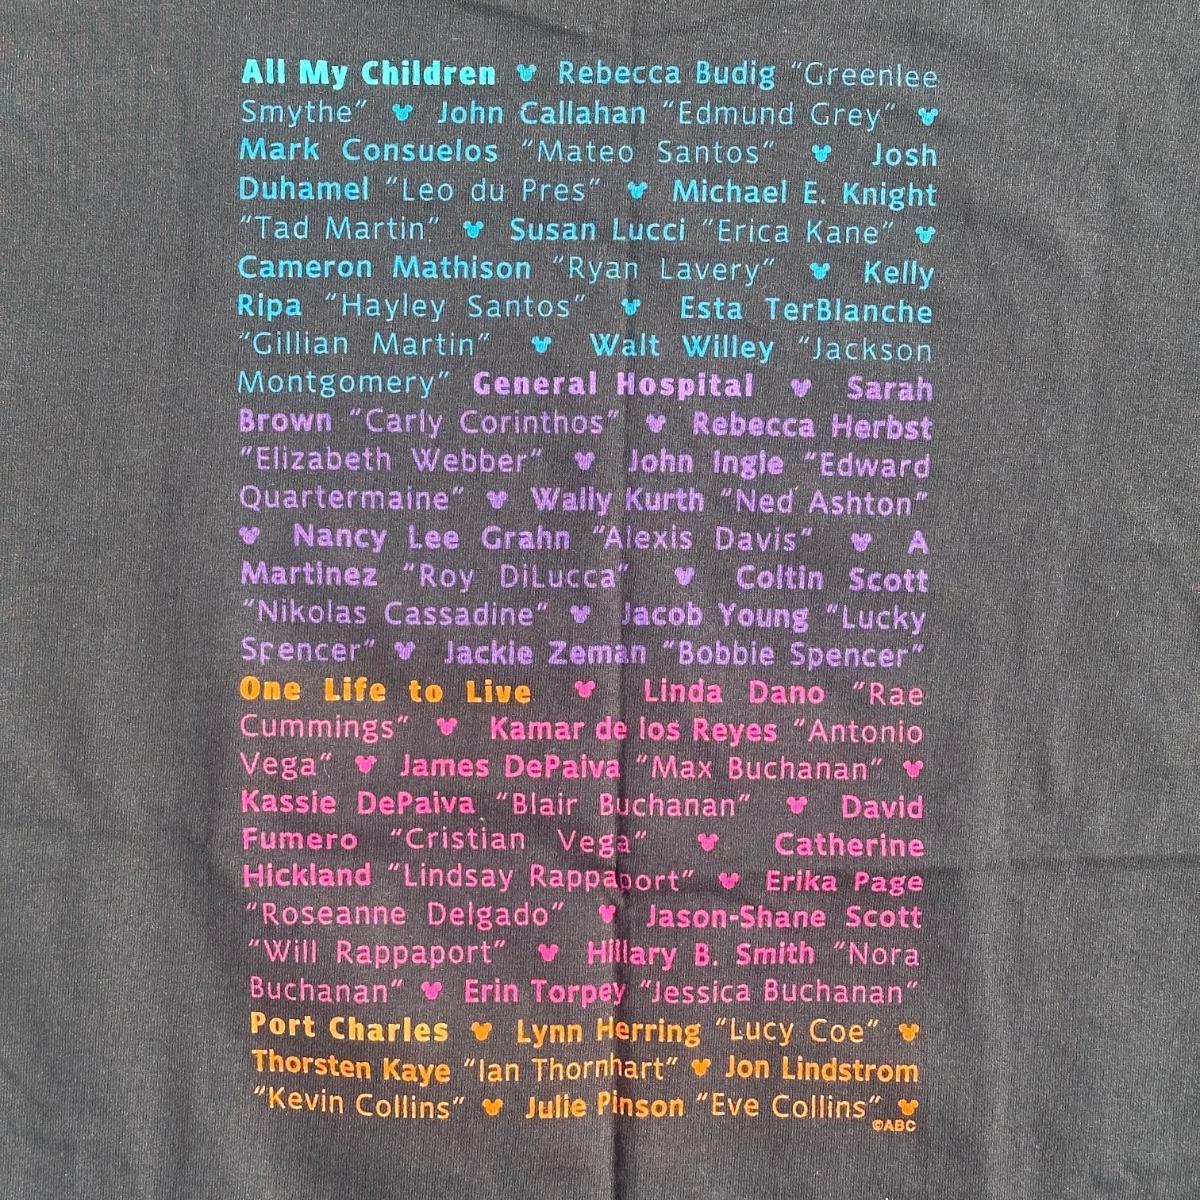 All My Children Rebecca Budig "Greenlee
Smythe" John Callahan "Edmund Grey"
Mark Consuelos "Mateo Santos" Josh
Duhamel "Leo du Pres" Michael E. Knight
"Tad Martin" Susan Lucci "Erica Kane"
Cameron Mathison "Ryan Lavery" Kelly
Ripa "Hayley Santos" Esta TerBlanche
"Gillian Martin" Walt Willey "Jackson
Montgomery" General Hospital Sarah
Brown "Carly Corinthos" Rebecca Herbst
"Elizabeth Webber" John Ingle "Edward
Quartermaine" Wally Kurth "Ned Ashton"
Nancy Lee Grahn "Alexis Davis" A
Martinez "Roy DiLucca" Coltin Scott
"Nikolas Cassadine" Jacob Young "Lucky
Spencer" Jackie Zeman "Bobbie Spencer"
One Life to Live Linda Dano "Rae
Cummings" Kamar de los Reyes "Antonio
Vega" James DePaiva "Max Buchanan"
Kassie DePaiva "Blair Buchanan" David
Fumero "Cristian Vega" Catherine
Hickland "Lindsay Rappaport" Erika Page
"Roseanne Delgado" Jason-Shane Scott
"Will Rappaport" Hillary B. Smith "Nora
Buchanan" Erin Torpey "Jessica Buchanan"
Port Charles Lynn Herring "Lucy Coe"
Thorsten Kaye "Ian Thornhart" Jon Lindstrom
"Kevin Collins" Julie Pinson "Eve Collins"
©ABC